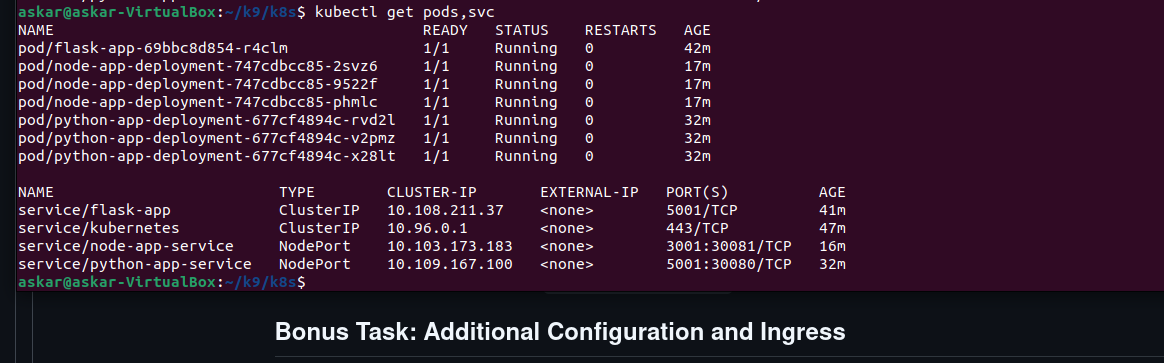 askar@askar-VirtualBox:~/k9/k8s$ kubectl get pods,svc
NAME READY STATUS RESTARTS AGE
pod/flask-app-69bbc8d854-r4clm 1/1 Running 0 42m
pod/node-app-deployment-747cdbcc85-2svz6 1/1 Running 0 17m
pod/node-app-deployment-747cdbcc85-9522f 1/1 Running 0 17m
pod/node-app-deployment-747cdbcc85-phmlc 1/1 Running 0 17m
pod/python-app-deployment-677cf4894c-rvd2l 1/1 Running 0 32m
pod/python-app-deployment-677cf4894c-v2pmz 1/1 Running 0 32m
pod/python-app-deployment-677cf4894c-x28lt 1/1 Running 0 32m
NAME TYPE CLUSTER-IP EXTERNAL-IP PORT(S) AGE
service/flask-app ClusterIP 10.108.211.37 <none> 5001/TCP 41m
service/kubernetes ClusterIP 10.96.0.1 <none> 443/TCP 47m
service/node-app-service NodePort 10.103.173.183 <none> 3001:30081/TCP 16m
service/python-app-service NodePort 10.109.167.100 <none> 5001:30080/TCP 32m
askar@askar-VirtualBox:~/k9/k8s$
Bonus Task: Additional Configuration and Ingress